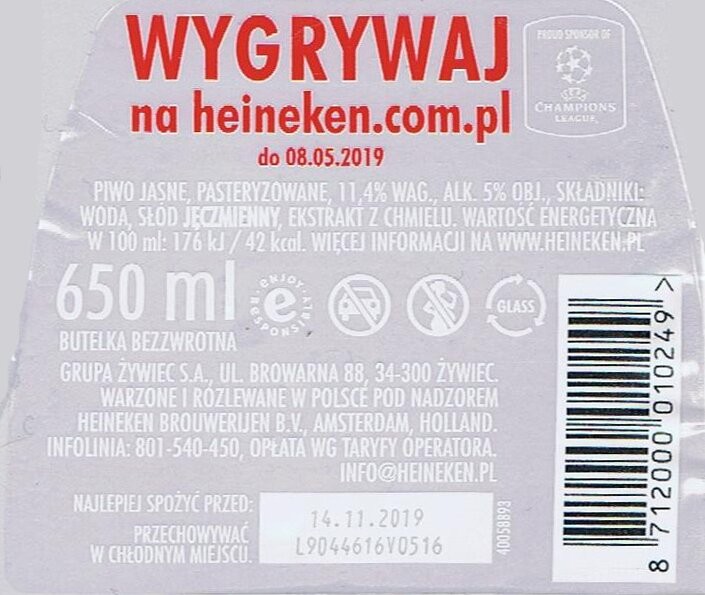 WYGRYWAJ
na heineken.com.pl
do 08.05.2019
PROUD SPONSOR OF
CHAMPIONS
LEAGUE
PIWO JASNE, PASTERYZOWANE, 11,4% WAG., ALK. 5% OBJ., SKŁADNIKI:
WODA, SŁÓD JĘCZMIENNY, EKSTRAKT Z CHMIELU. WARTOŚĆ ENERGETYCZNA
W 100 ml: 176 kJ / 42 kcal. WIĘCEJ INFORMACJI NA WWW.HEINEKEN.PL
650 ml
ENJOY RESPONSIBLY
e
GLASS
BUTELKA BEZZWROTNA
GRUPA ŻYWIEC S.A., UL. BROWARNA 88, 34-300 ŻYWIEC.
WARZONE I ROZLEWANE W POLSCE POD NADZOREM
HEINEKEN BROUWERIJEN B.V., AMSTERDAM, HOLLAND.
INFOLINIA: 801-540-450, OPŁATA WG TARYFY OPERATORA.
INFO@HEINEKEN.PL
NAJLEPIEJ SPOŻYĆ PRZED:
PRZECHOWYWAĆ
W CHŁODNYM MIEJSCU.
14.11.2019
L9044616V0516
40058B93
8 712000 010249 >